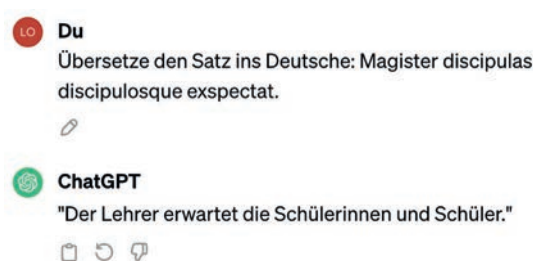 LO
Du
Übersetze den Satz ins Deutsche: Magister discipulas
discipulosque exspectat.
ChatGPT
"Der Lehrer erwartet die Schülerinnen und Schüler."